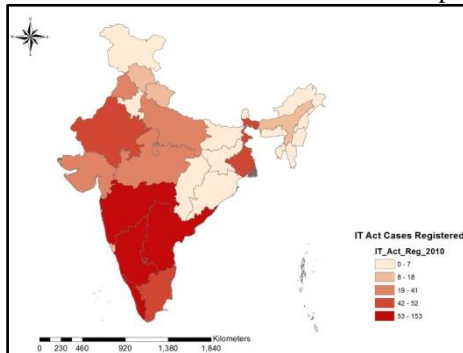 IT Act Cases Registered
IT_Act_Reg_2010
0 - 7
8 - 18
19 - 41
42 - 52
53 - 153
Kilometers
0 230 460 920 1,380 1,840